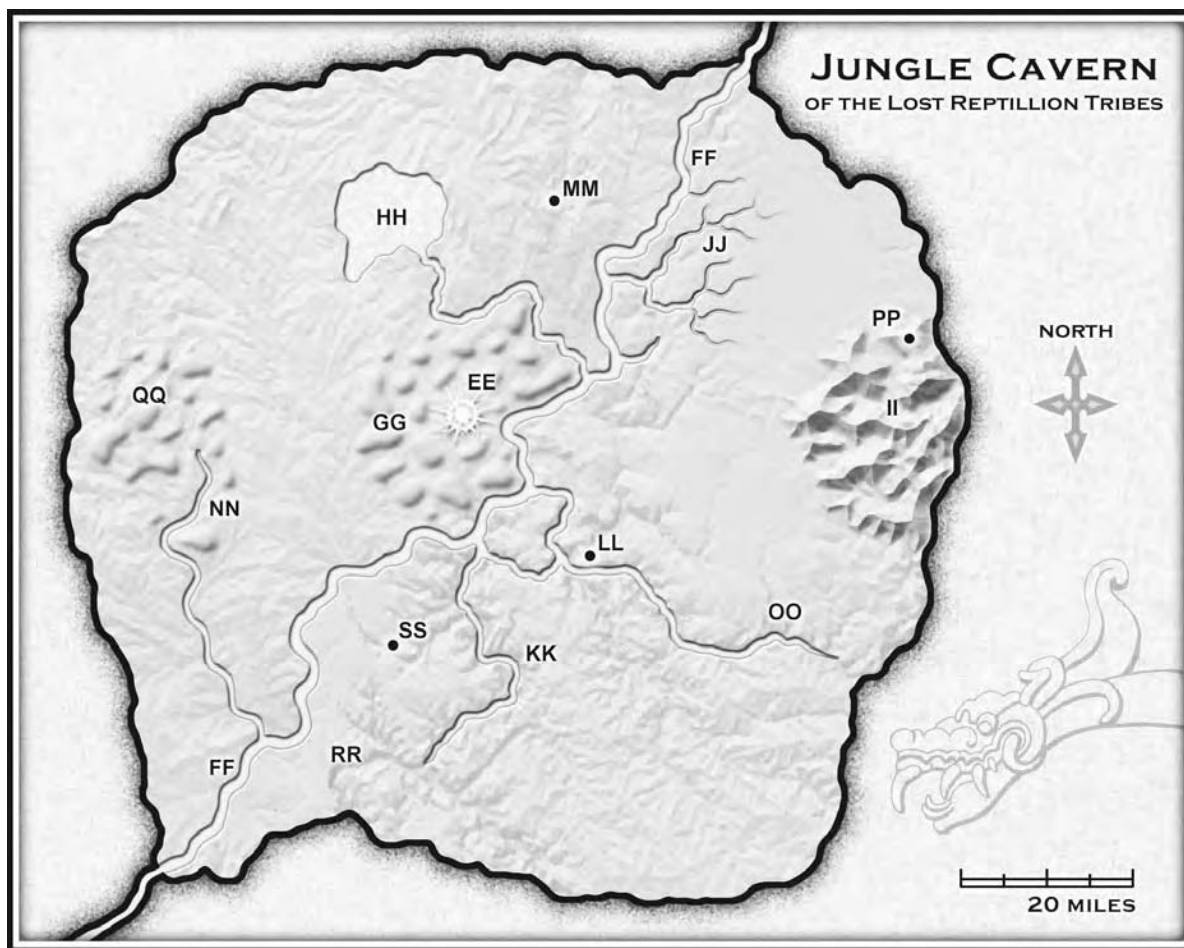 JUNGLE CAVERN
OF THE LOST REPTILLION TRIBES
FF
MM
HH
JJ
PP
NORTH
EE
QQ
II
GG
NN
LL
OO
SS
KK
RR
FF
20 MILES